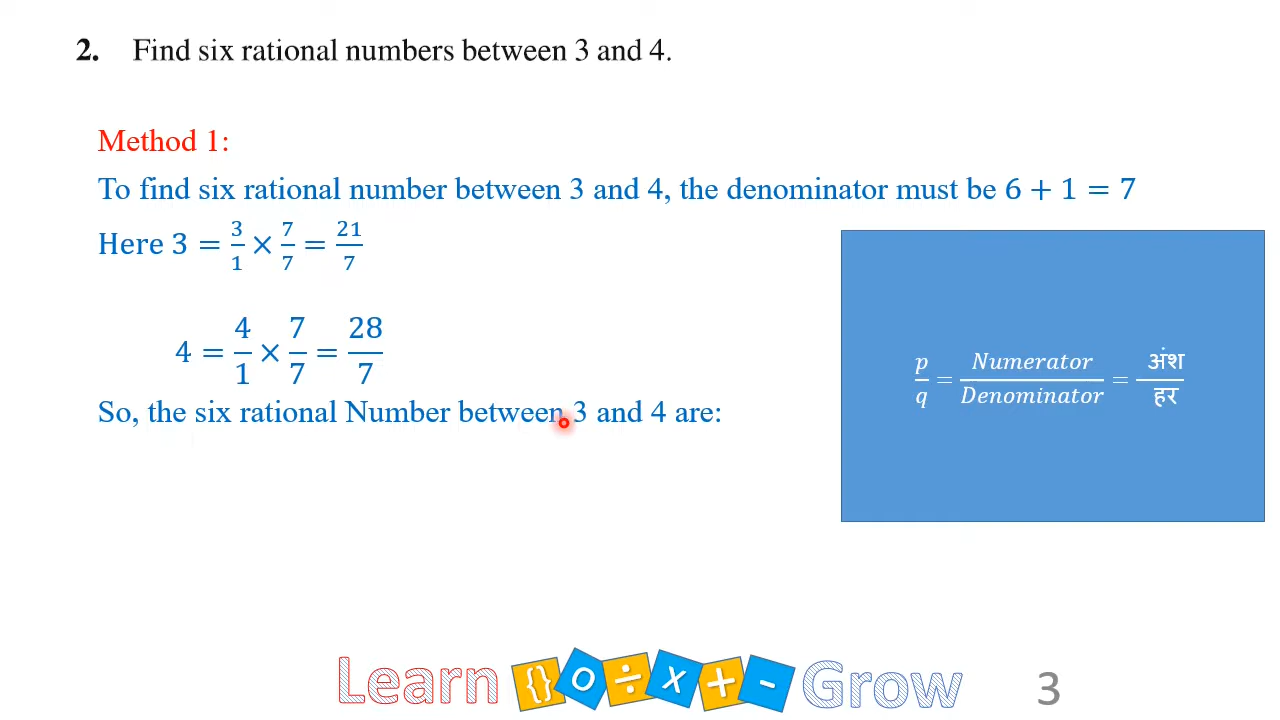 2. Find six rational numbers between 3 and 4.
Method 1:
To find six rational number between 3 and 4, the denominator must be 6 + 1 = 7
Here 3 = 3/1 × 7/7 = 21/7
4 = 4/1 × 7/7 = 28/7
So, the six rational Number between 3 and 4 are:
p/q = Numerator/Denominator = अंश/हर
Learn {} O ÷ x + - Grow
3